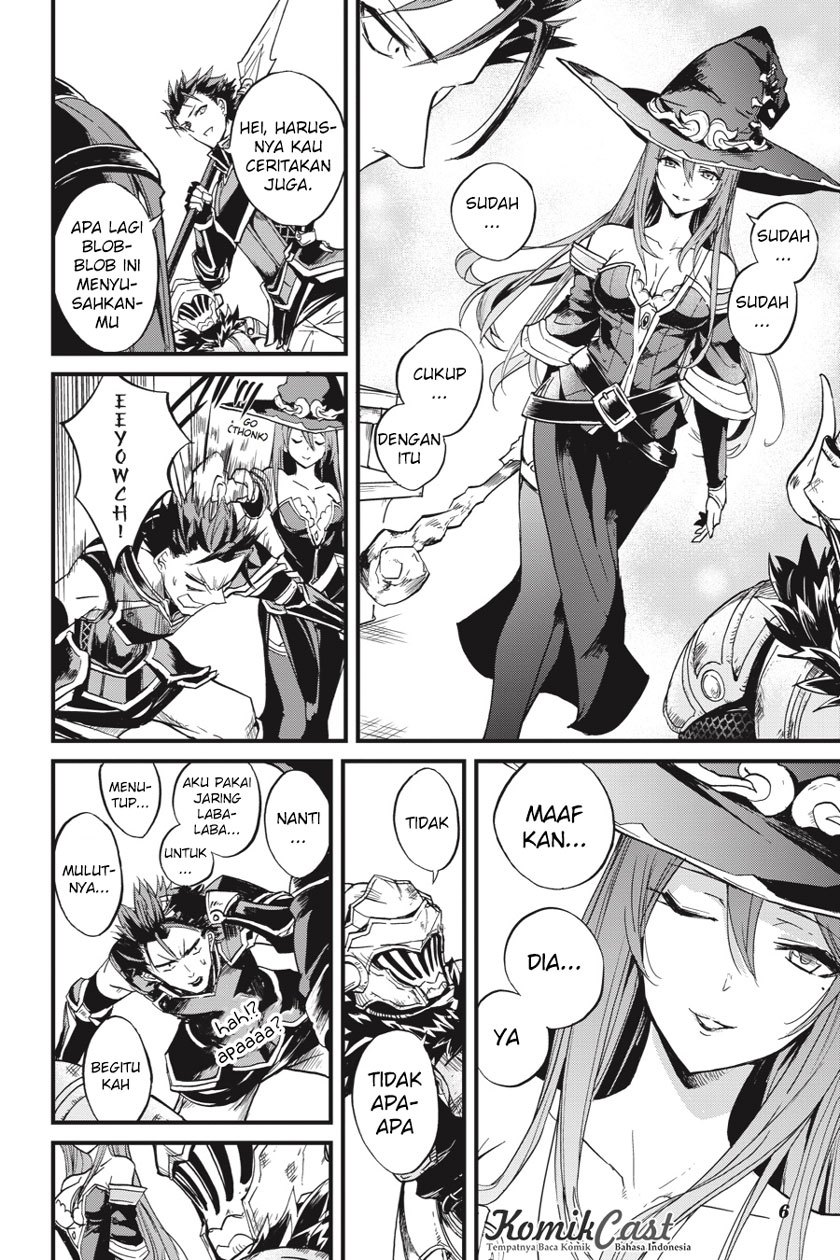 SUDAH
...
SUDAH
...
SUDAH
...
CUKUP
...
DENGAN
ITU
HEI, HARUS-
NYA KAU
CERITAKAN
JUGA.
APA LAGI
BLOB-
BLOB INI
MENYU-
SAHKAN-
MU
GO
(THONK)
EEYOWCH!
MAAF
KAN...
DIA...
YA
TIDAK
TIDAK
APA-
APA
NANTI
...
AKU PAKAI
JARING
LABA-
LABA...
UNTUK
...
MENU-
TUP...
MULUT-
NYA...
hah!?
apaaaa?
BEGITU
KAH
6
KomikCast
Tempatnya Baca Komik Bahasa Indonesia